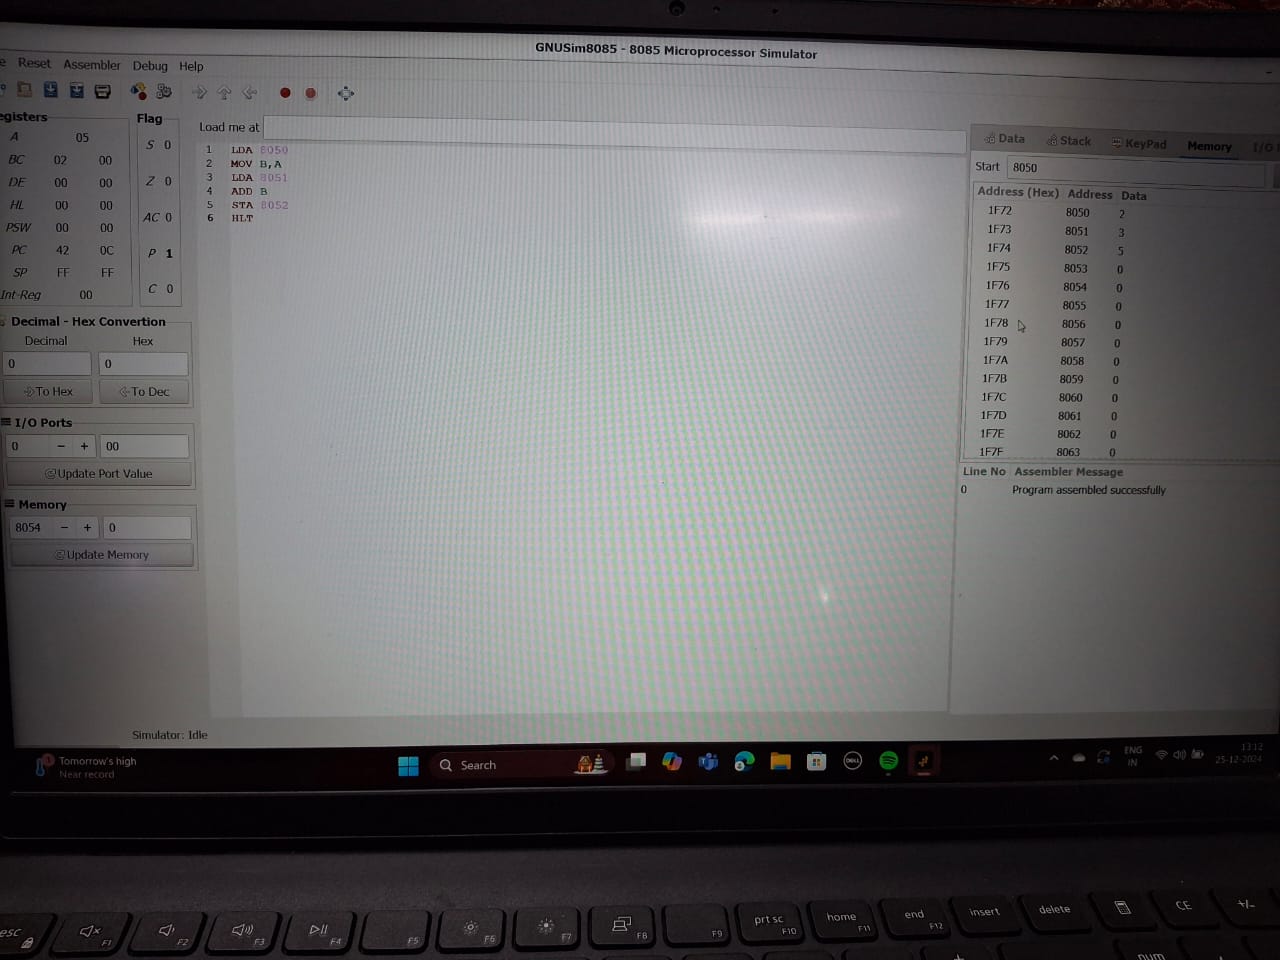 GNUSim8085 - 8085 Microprocessor Simulator
Reset Assembler Debug Help
Registers
A 05
BC 02 00
DE 00 00
HL 00 00
PSW 00 00
PC 42 0C
SP FF FF
Int-Reg 00
Flag
S 0
Z 0
AC 0
P 1
C 0
Decimal - Hex Convertion
Decimal Hex
0 0
To Hex To Dec
I/O Ports
0 - + 00
Update Port Value
Memory
8054 - + 0
Update Memory
Load me at
1 LDA 8050
2 MOV B,A
3 LDA 8051
4 ADD B
5 STA 8052
6 HLT
Data Stack KeyPad Memory I/O
Start 8050
Address (Hex) Address Data
1F72 8050 2
1F73 8051 3
1F74 8052 5
1F75 8053 0
1F76 8054 0
1F77 8055 0
1F78 8056 0
1F79 8057 0
1F7A 8058 0
1F7B 8059 0
1F7C 8060 0
1F7D 8061 0
1F7E 8062 0
1F7F 8063 0
Line No Assembler Message
0 Program assembled successfully
Simulator: Idle
Tomorrow's high
Near record
Search
DELL
ENG
IN
13:12
25-12-2024
esc F1 F2 F3 F4 F5 F6 F7 F8 F9 prt sc F10 home F11 end F12 insert delete CE +/-
num